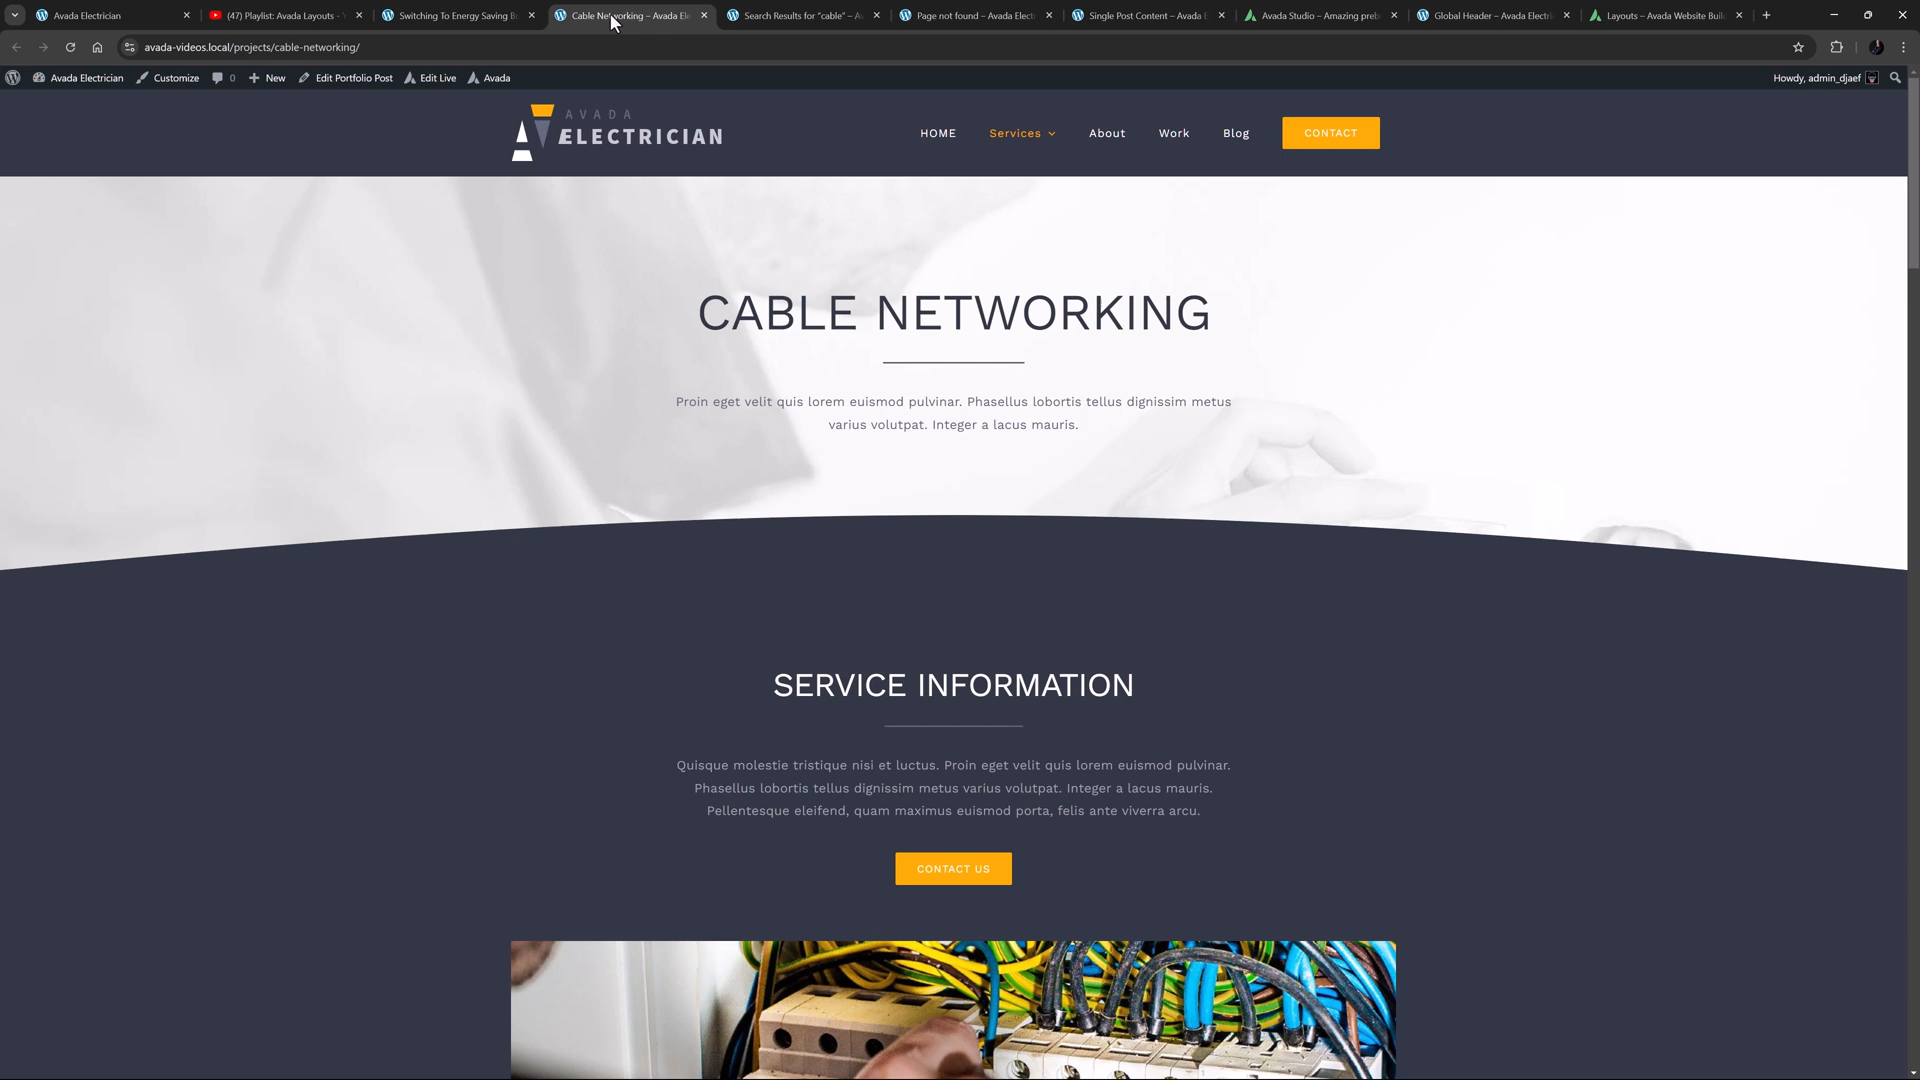 Avada Electrician
(47) Playlist: Avada Layouts -
Switching To Energy Saving B
Cable Networking – Avada Ele
Search Results for "cable" – A
Page not found – Avada Electr
Single Post Content – Avada E
Avada Studio – Amazing preb
Global Header – Avada Electri
Layouts – Avada Website Buil
avada-videos.local/projects/cable-networking/
Avada Electrician
Customize
0
New
Edit Portfolio Post
Edit Live
Avada
Howdy, admin_djaef
AVADA
ELECTRICIAN
HOME
Services
About
Work
Blog
CONTACT
CABLE NETWORKING
Proin eget velit quis lorem euismod pulvinar. Phasellus lobortis tellus dignissim metus
varius volutpat. Integer a lacus mauris.
SERVICE INFORMATION
Quisque molestie tristique nisi et luctus. Proin eget velit quis lorem euismod pulvinar.
Phasellus lobortis tellus dignissim metus varius volutpat. Integer a lacus mauris.
Pellentesque eleifend, quam maximus euismod porta, felis ante viverra arcu.
CONTACT US